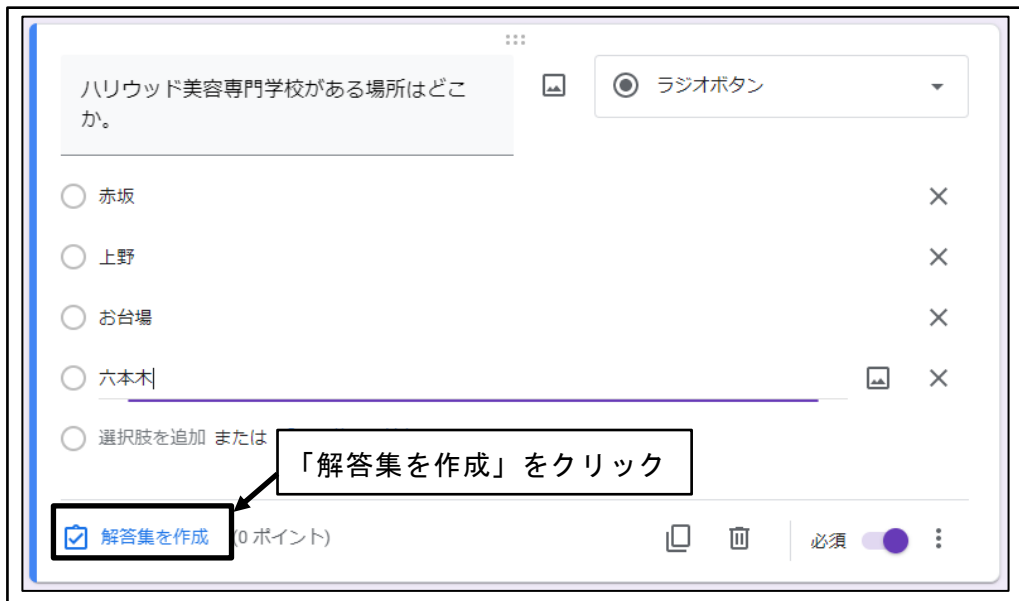 ハリウッド美容専門学校がある場所はどこ
か。
ラジオボタン
赤坂
上野
お台場
六本木
選択肢を追加 または
「解答集を作成」をクリック
解答集を作成 (0 ポイント)
必須